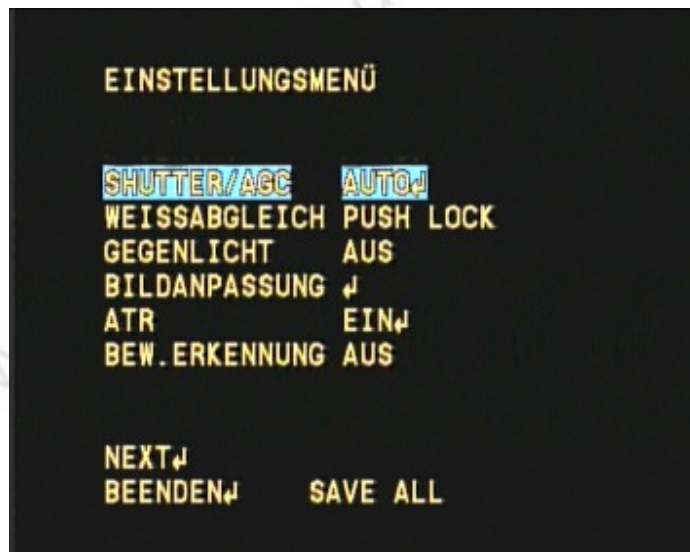 EINSTELLUNGSMENÜ
SHUTTER/AGC AUTO↲
WEISSABGLEICH PUSH LOCK
GEGENLICHT AUS
BILDANPASSUNG ↲
ATR EIN↲
BEW.ERKENNUNG AUS
NEXT↲
BEENDEN↲ SAVE ALL